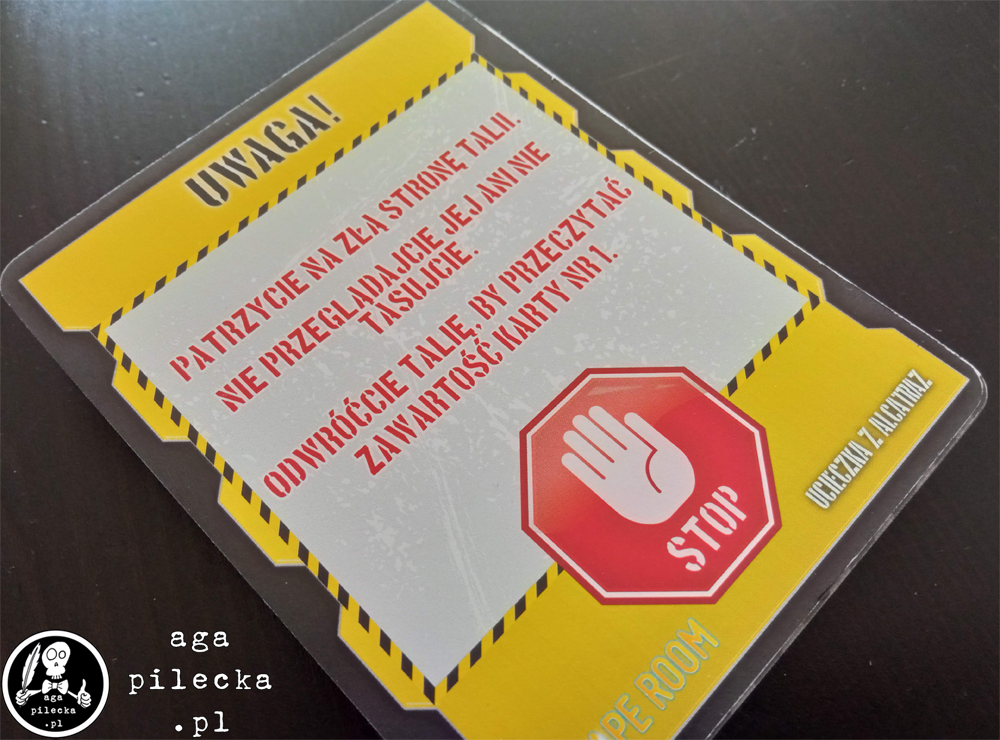 UWAGA!
PATRZYCIE NA ZŁĄ STRONĘ TALII.
NIE PRZEGLĄDAJCIE JEJ ANI NIE
TASUJCIE.
ODWRÓĆCIE TALIĘ, BY PRZECZYTAĆ
ZAWARTOŚĆ KARTY NR 1.
STOP
UCIECZKA Z ALCATRAZ
APE ROOM
aga
pilecka
.pl
aga
pilecka
.pl